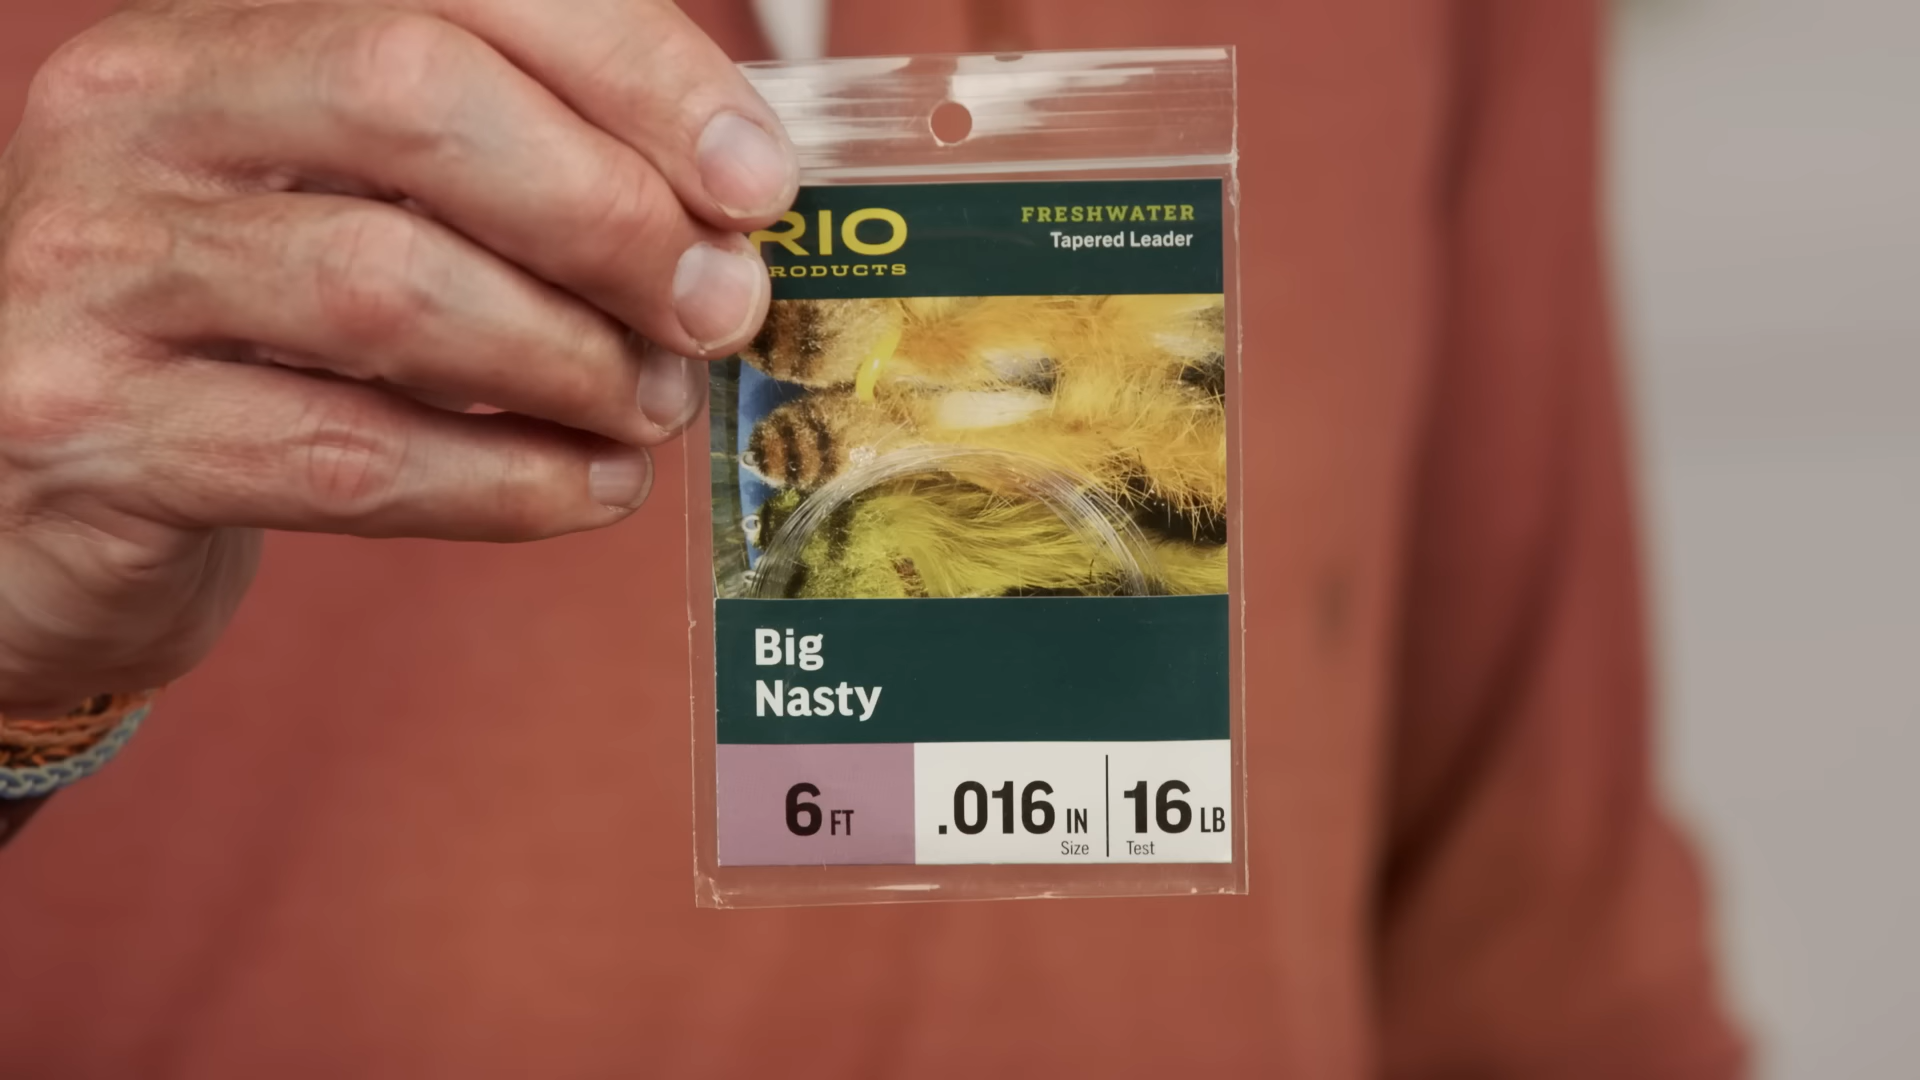 RIO
RODUCTS
FRESHWATER
Tapered Leader
Big
Nasty
6 FT
.016 IN
Size
16 LB
Test